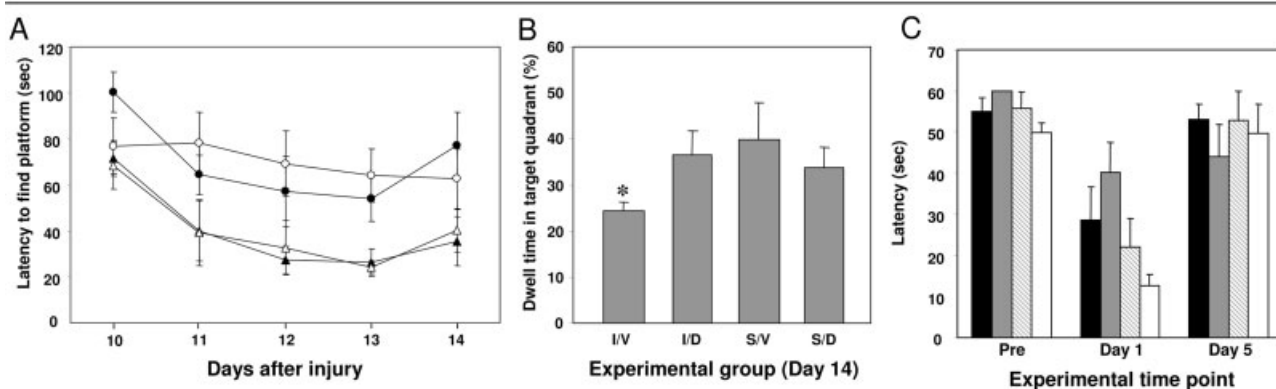 A
Latency to find platform (sec)
120
100
80
60
40
20
0
10 11 12 13 14
Days after injury
B
Dwell time in target quadrant (%)
60
50
40
30
20
10
0
*
I/V I/D S/V S/D
Experimental group (Day 14)
C
Latency (sec)
70
60
50
40
30
20
10
0
Pre Day 1 Day 5
Experimental time point